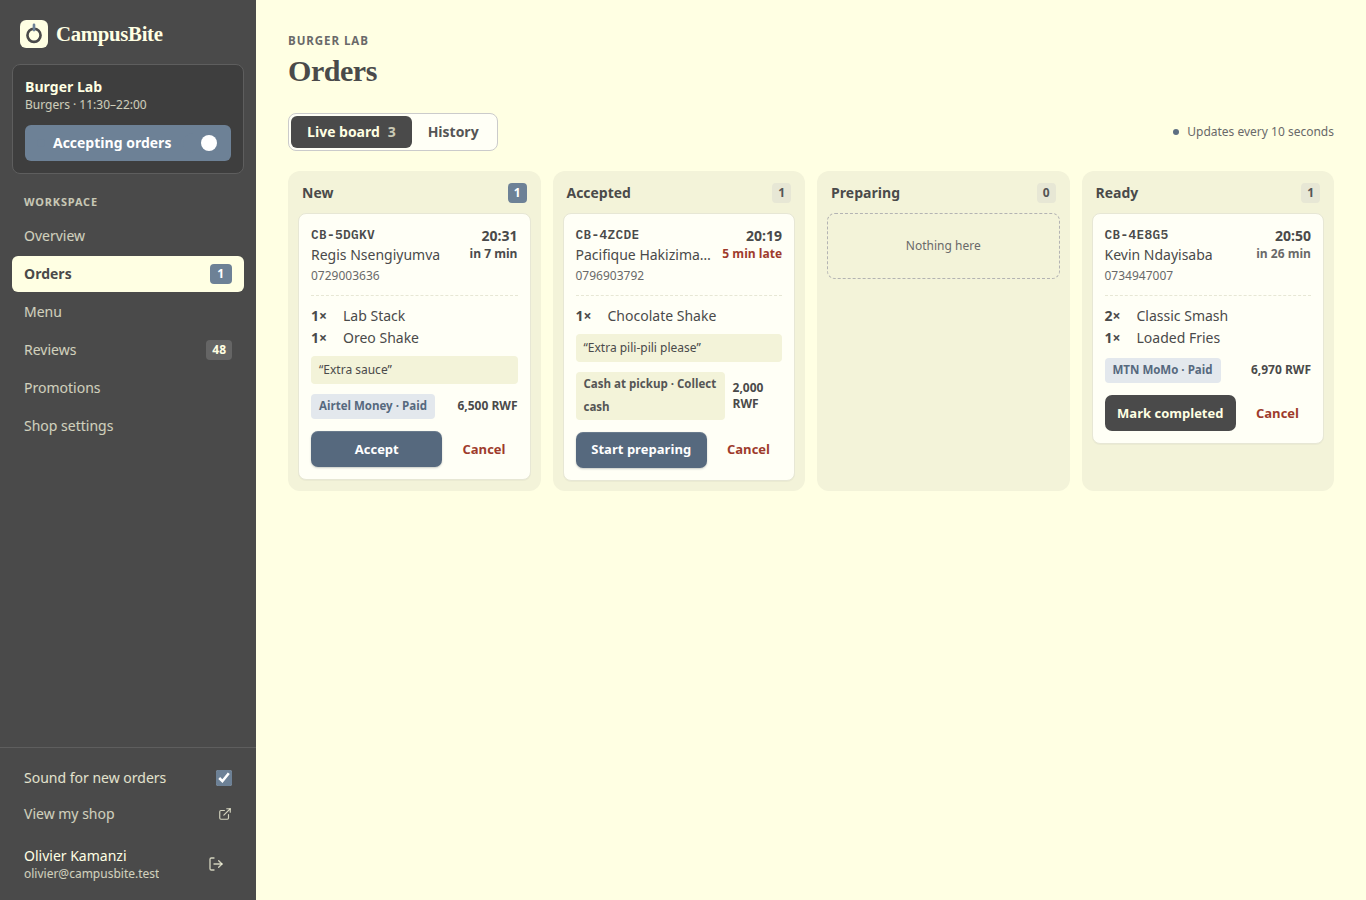 CampusBite
Burger Lab
Burgers · 11:30–22:00
Accepting orders
WORKSPACE
Overview
Orders 1
Menu
Reviews 48
Promotions
Shop settings
Sound for new orders
View my shop
Olivier Kamanzi
olivier@campusbite.test
BURGER LAB
Orders
Live board 3 History
Updates every 10 seconds
New 1
CB-5DGKV 20:31
Regis Nsengiyumva in 7 min
0729003636
1× Lab Stack
1× Oreo Shake
“Extra sauce”
Airtel Money · Paid 6,500 RWF
Accept Cancel
Accepted 1
CB-4ZCDE 20:19
Pacifique Hakizima... 5 min late
0796903792
1× Chocolate Shake
“Extra pili-pili please”
Cash at pickup · Collect
cash
2,000
RWF
Start preparing Cancel
Preparing 0
Nothing here
Ready 1
CB-4E8G5 20:50
Kevin Ndayisaba in 26 min
0734947007
2× Classic Smash
1× Loaded Fries
MTN MoMo · Paid 6,970 RWF
Mark completed Cancel